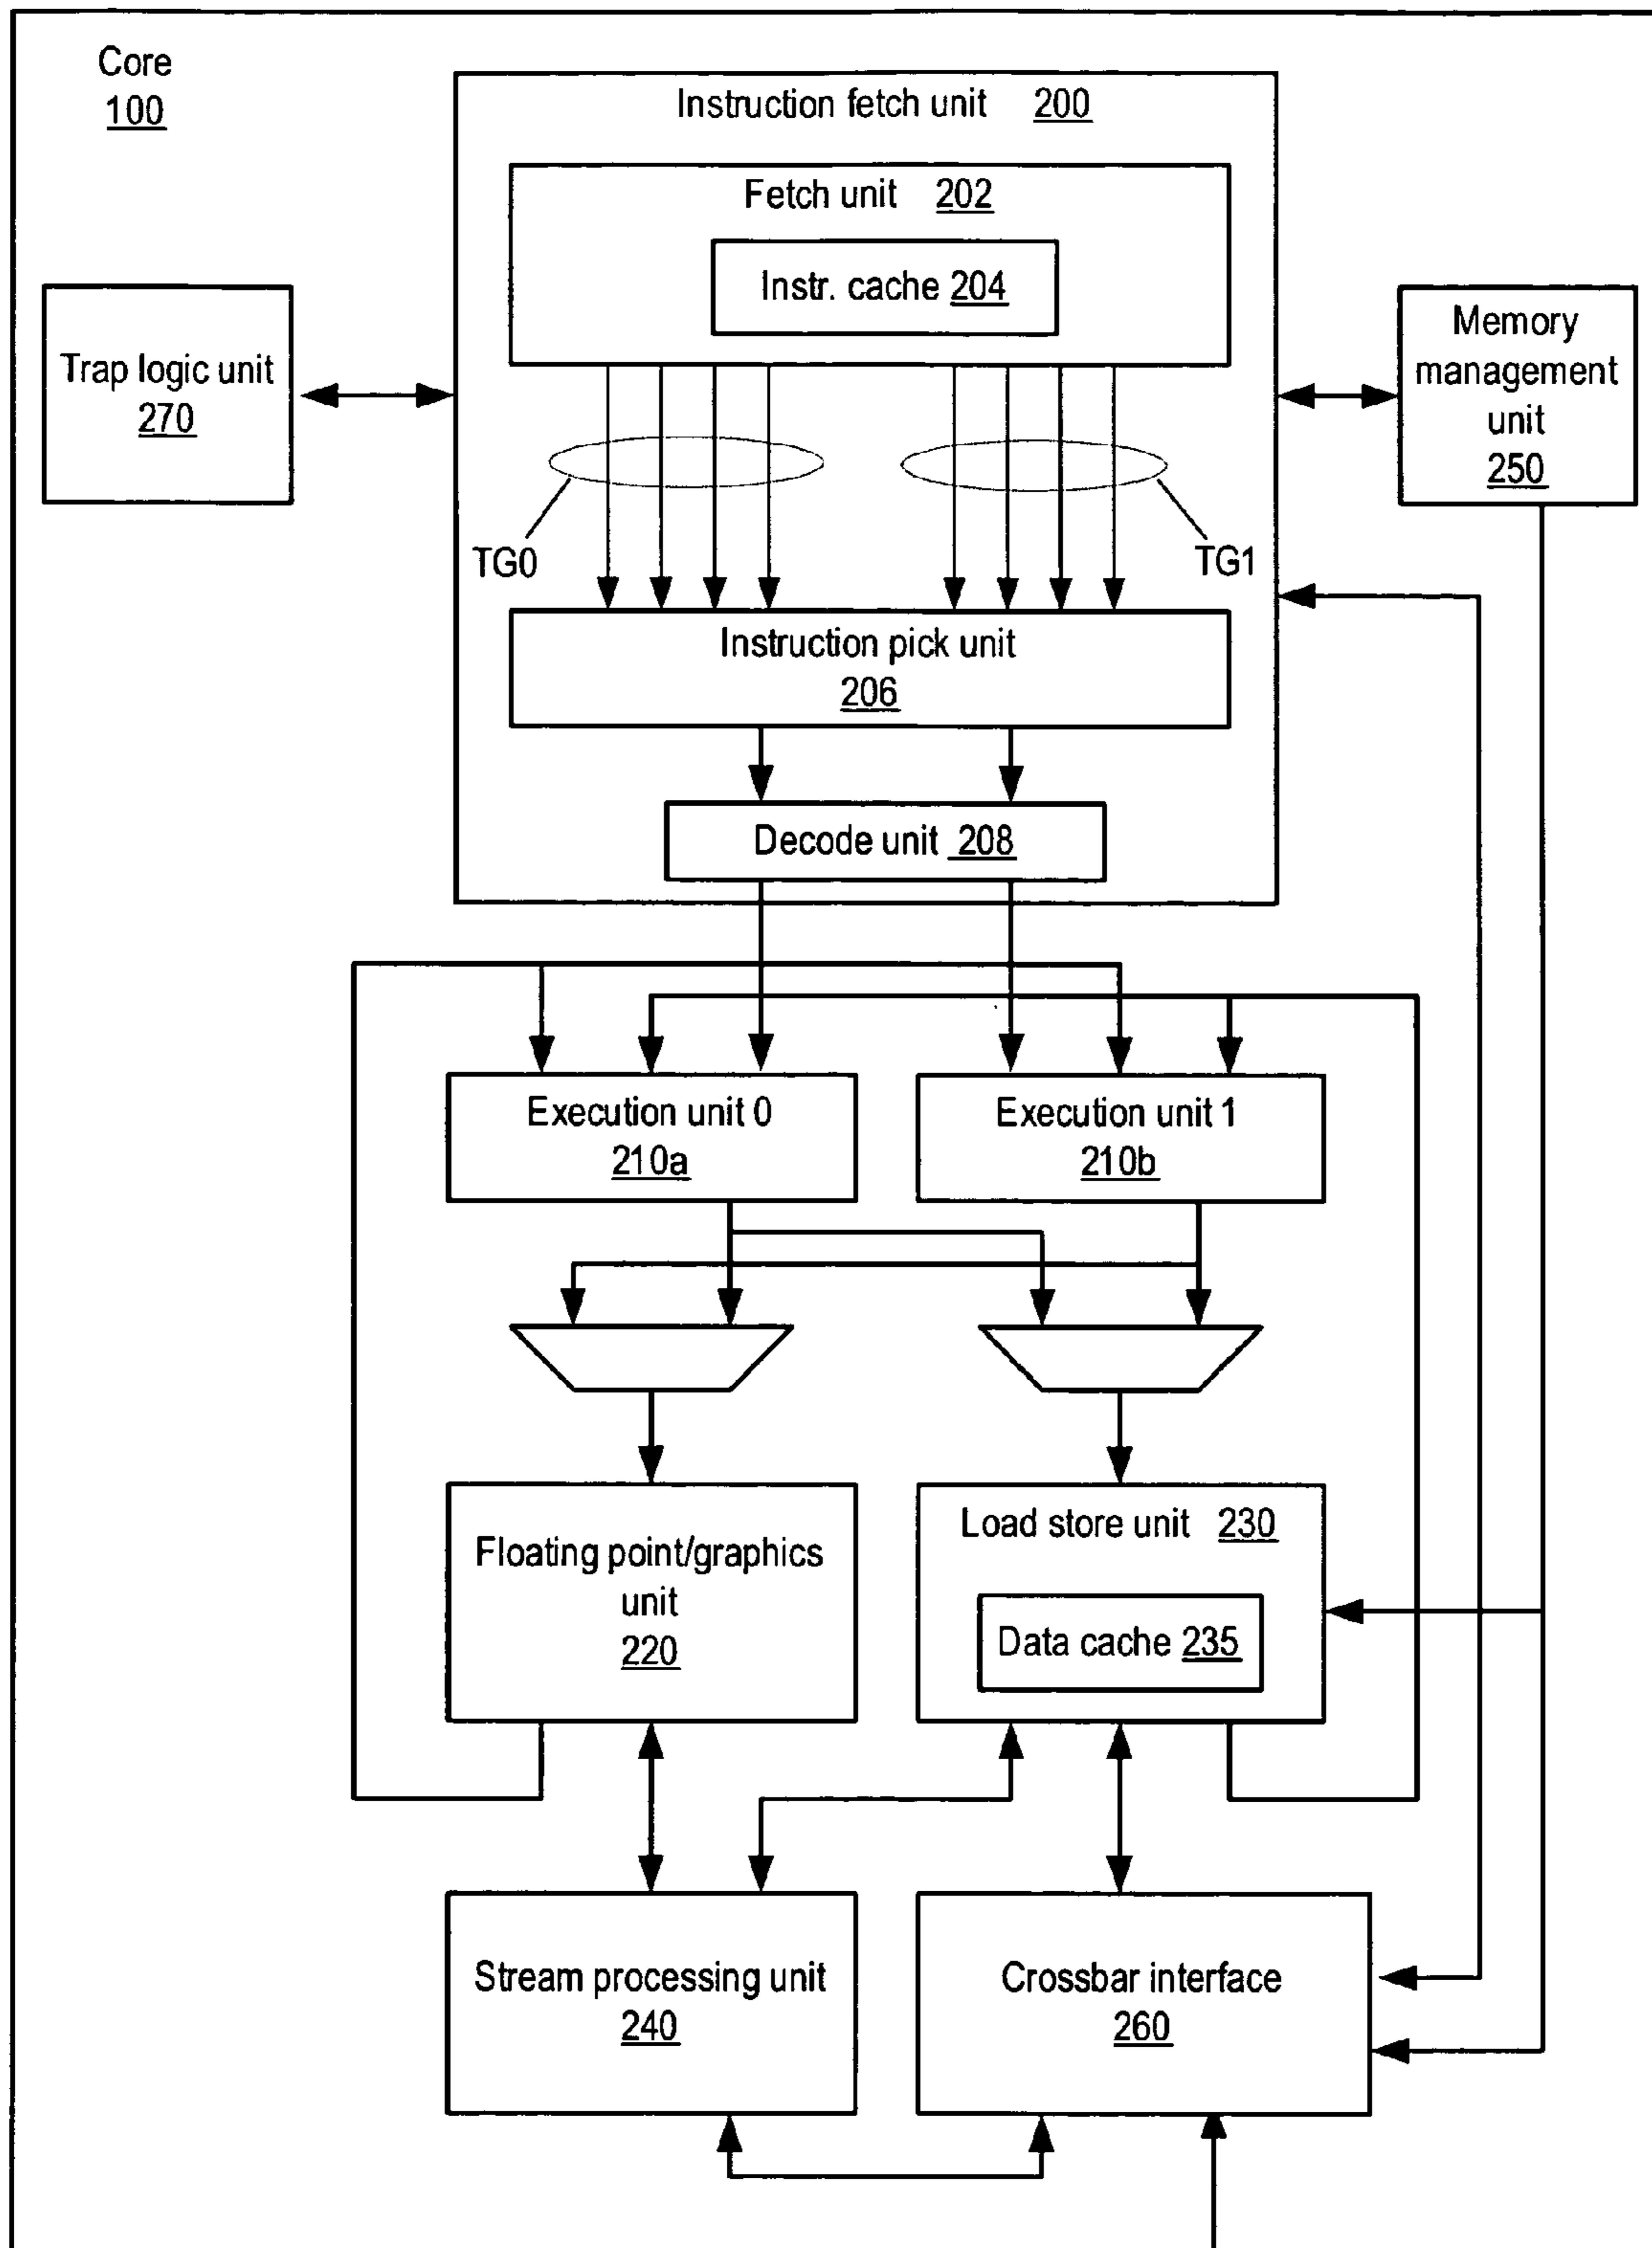 Core
100
Instruction fetch unit 200
Fetch unit 202
Instr. cache 204
Trap logic unit
270
Memory
management
unit
250
TG0
TG1
Instruction pick unit
206
Decode unit 208
Execution unit 0
210a
Execution unit 1
210b
Floating point/graphics
unit
220
Load store unit 230
Data cache 235
Stream processing unit
240
Crossbar interface
260